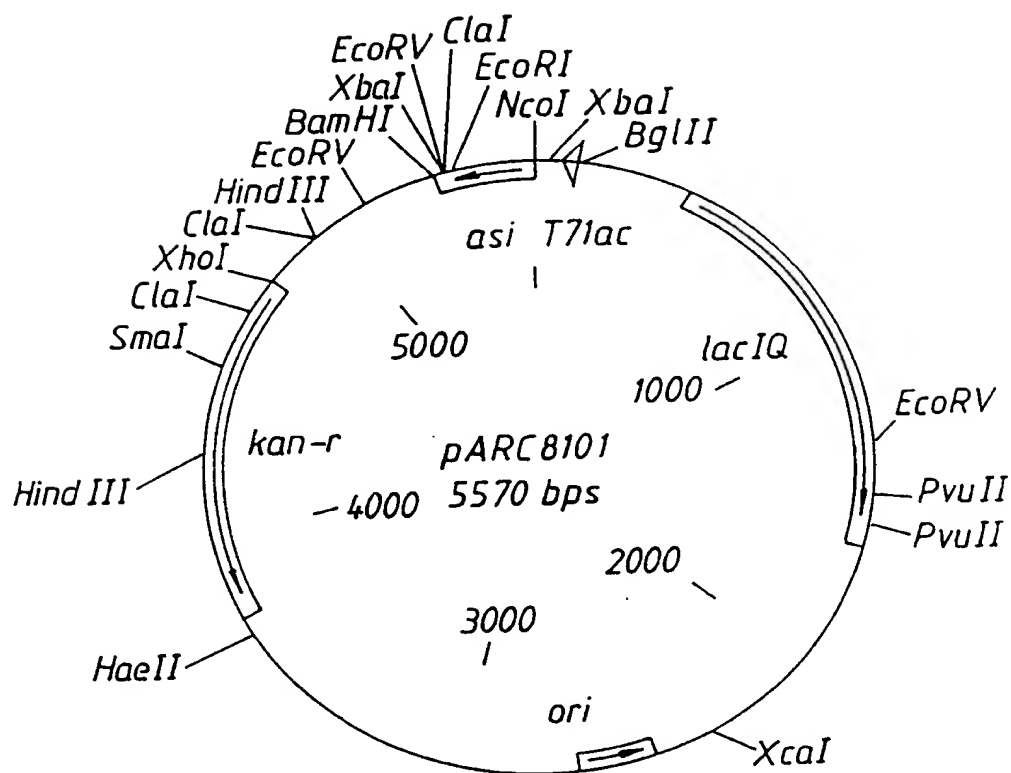 ClaI
EcoRV
EcoRI
XbaI
NcoI
XbaI
BamHI
BglII
EcoRV
HindIII
ClaI
asi T71ac
XhoI
ClaI
SmaI
5000
lacIQ
1000
EcoRV
kan-r
pARC8101
HindIII
4000
5570 bps
PvuII
PvuII
2000
3000
HaeII
ori
XcaI